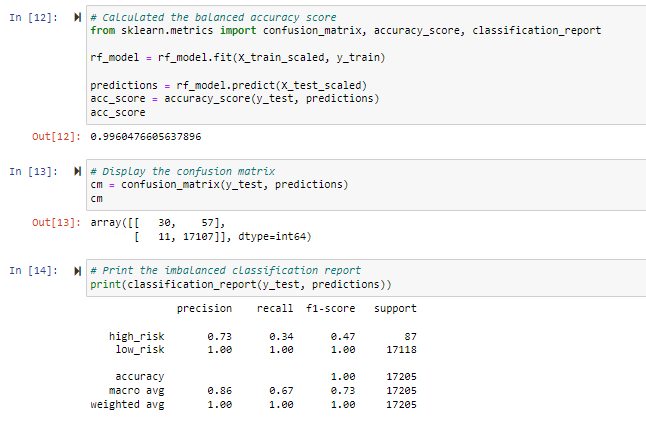 In [12]: # Calculated the balanced accuracy score
from sklearn.metrics import confusion_matrix, accuracy_score, classification_report
rf_model = rf_model.fit(X_train_scaled, y_train)
predictions = rf_model.predict(X_test_scaled)
acc_score = accuracy_score(y_test, predictions)
acc_score
Out[12]: 0.9960476605637896
In [13]: # Display the confusion matrix
cm = confusion_matrix(y_test, predictions)
cm
Out[13]: array([[   30,    57],
[   11, 17107]], dtype=int64)
In [14]: # Print the imbalanced classification report
print(classification_report(y_test, predictions))
precision recall f1-score support
high_risk 0.73 0.34 0.47 87
low_risk 1.00 1.00 1.00 17118
accuracy 1.00 17205
macro avg 0.86 0.67 0.73 17205
weighted avg 1.00 1.00 1.00 17205